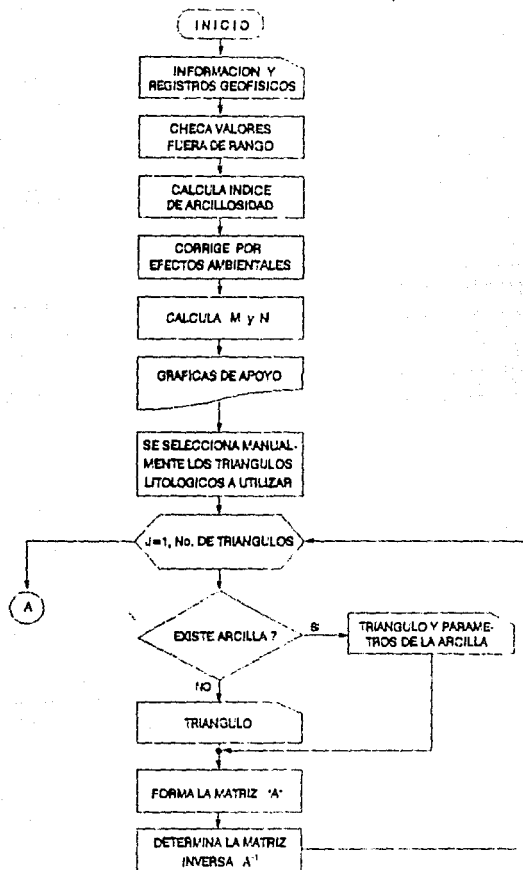 INICIO
INFORMACION Y
REGISTROS GEOFISICOS
CHECA VALORES
FUERA DE RANGO
CALCULA INDICE
DE ARCILLOSIDAD
CORRIGE POR
EFECTOS AMBIENTALES
CALCULA M y N
GRAFICAS DE APOYO
SE SELECCIONA MANUAL-
MENTE LOS TRIANGULOS
LITOLOGICOS A UTILIZAR
J=1, No. DE TRIANGULOS
A
EXISTE ARCILLA ?
SI
TRIANGULO Y PARAME-
TROS DE LA ARCILLA
NO
TRIANGULO
FORMA LA MATRIZ "A"
DETERMINA LA MATRIZ
INVERSA A⁻¹